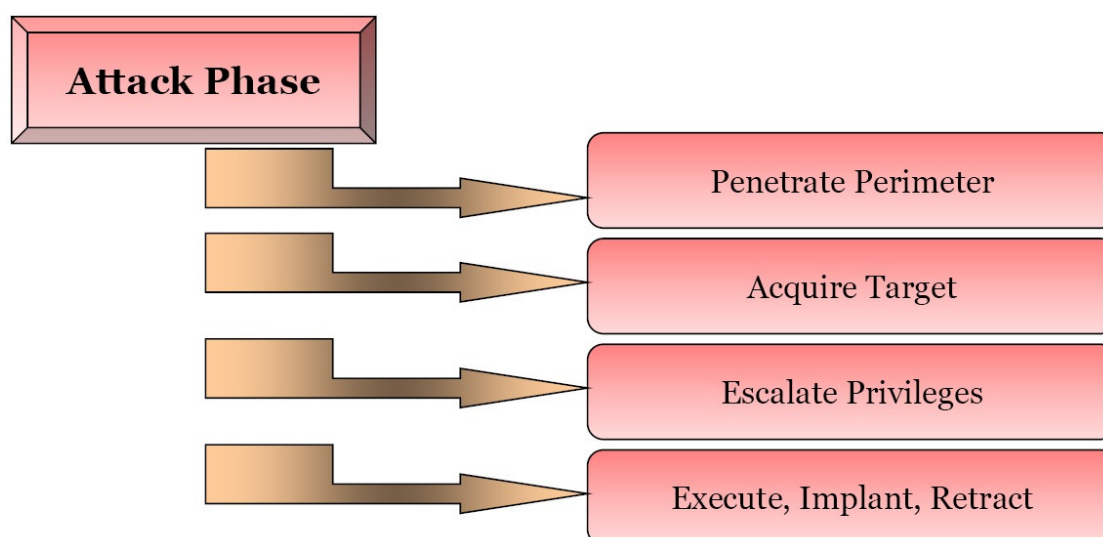 Attack Phase
Penetrate Perimeter
Acquire Target
Escalate Privileges
Execute, Implant, Retract